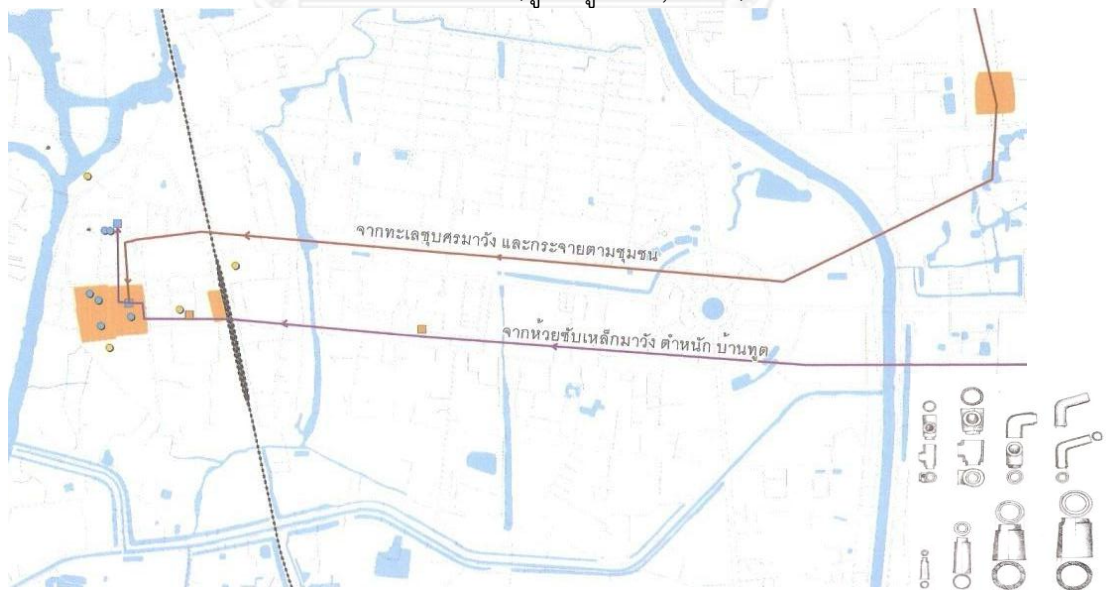 จากทะเลชุบศรมาวัง และกระจายตามชุมชน
จากห้วยซับเหล็กมาวัง ตำหนัก บ้านทูต